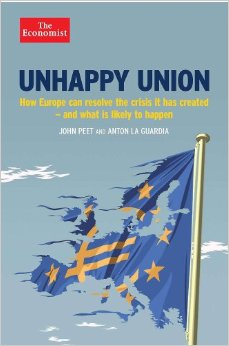 The
Economist
UNHAPPY UNION
How Europe can resolve the crisis it has created
– and what is likely to happen
JOHN PEET AND ANTON LA GUARDIA